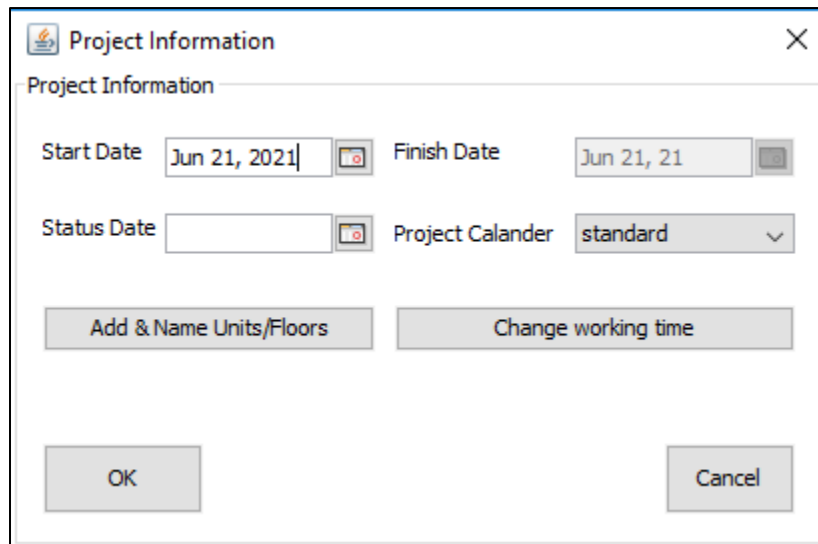 Project Information
Project Information
Start Date Jun 21, 2021 Finish Date Jun 21, 21
Status Date Project Calander standard
Add & Name Units/Floors Change working time
OK Cancel